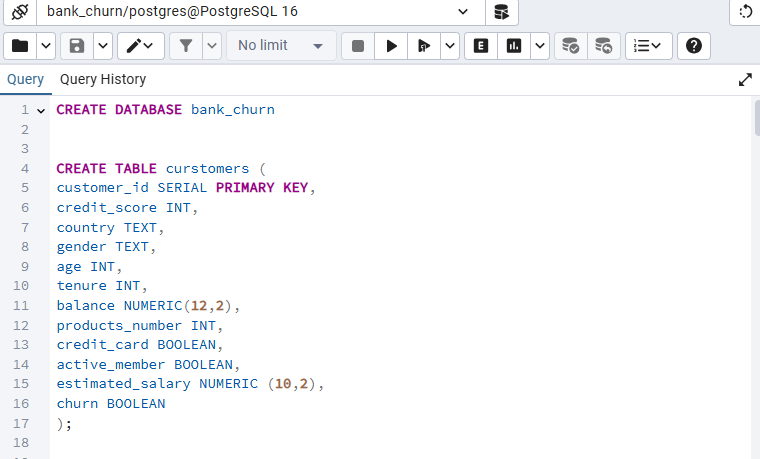 bank_churn/postgres@PostgreSQL 16
No limit
E
Query Query History
1 CREATE DATABASE bank_churn
2
3
4 CREATE TABLE curstomers (
5 customer_id SERIAL PRIMARY KEY,
6 credit_score INT,
7 country TEXT,
8 gender TEXT,
9 age INT,
10 tenure INT,
11 balance NUMERIC(12,2),
12 products_number INT,
13 credit_card BOOLEAN,
14 active_member BOOLEAN,
15 estimated_salary NUMERIC (10,2),
16 churn BOOLEAN
17 );
18